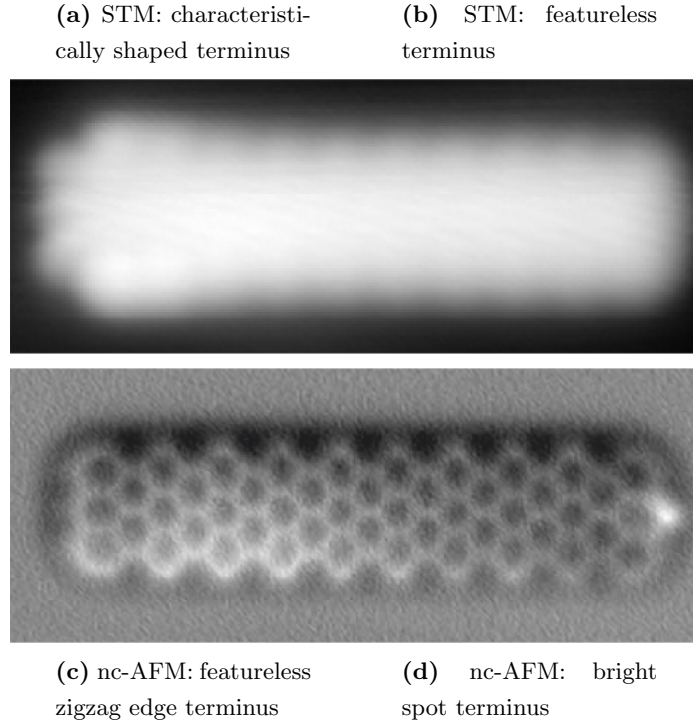 (a) STM: characteristi-
cally shaped terminus
(b) STM: featureless
terminus
(c) nc-AFM: featureless
zigzag edge terminus
(d) nc-AFM: bright
spot terminus